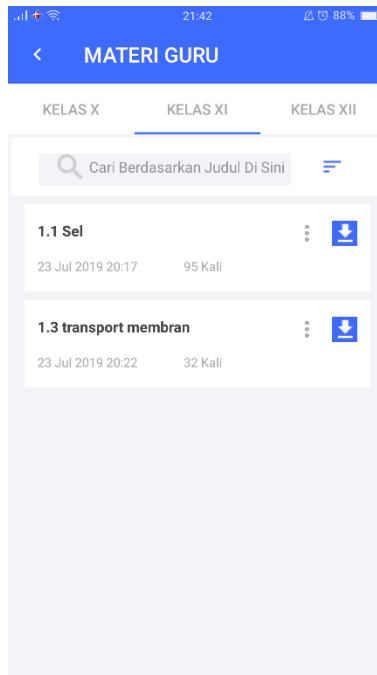 21:42
88%
MATERI GURU
KELAS X KELAS XI KELAS XII
Cari Berdasarkan Judul Di Sini
1.1 Sel
23 Jul 2019 20:17 95 Kali
1.3 transport membran
23 Jul 2019 20:22 32 Kali